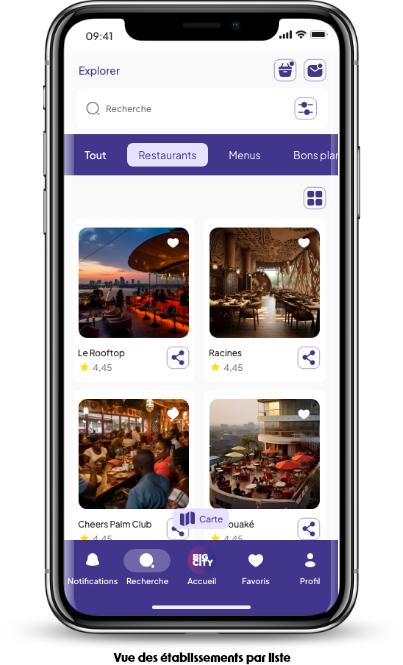 09:41
Explorer
Recherche
Tout Restaurants Menus Bons plan
Le Rooftop Racines
4,45 4,45
Cheers Palm Club ouaké
Carte
4,45 4,45
BIG
CITY
Notifications Recherche Accueil Favoris Profil
Vue des établissements par liste